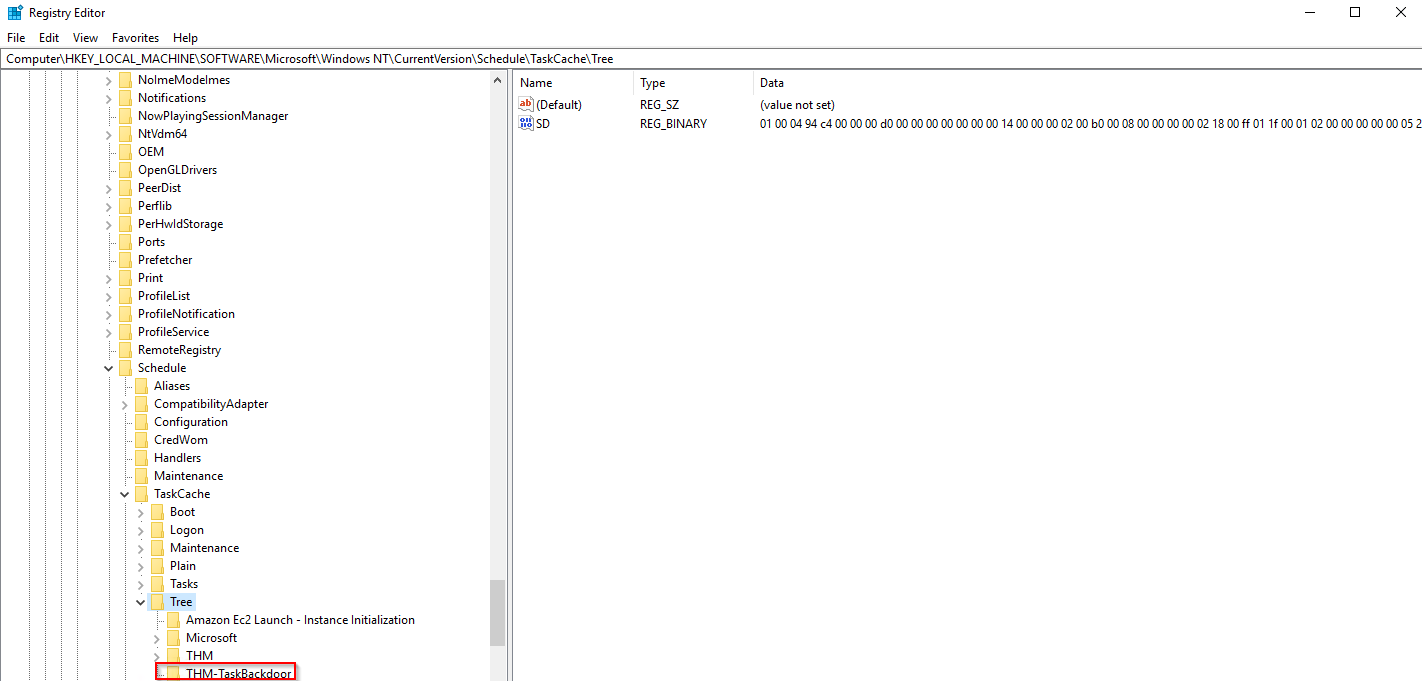 Registry Editor
File Edit View Favorites Help
Computer\HKEY_LOCAL_MACHINE\SOFTWARE\Microsoft\Windows NT\CurrentVersion\Schedule\TaskCache\Tree
NoImeModeImes
Notifications
NowPlayingSessionManager
NtVdm64
OEM
OpenGLDrivers
PeerDist
Perflib
PerHwIdStorage
Ports
Prefetcher
Print
ProfileList
ProfileNotification
ProfileService
RemoteRegistry
Schedule
Aliases
CompatibilityAdapter
Configuration
CredWom
Handlers
Maintenance
TaskCache
Boot
Logon
Maintenance
Plain
Tasks
Tree
Amazon Ec2 Launch - Instance Initialization
Microsoft
THM
THM-TaskBackdoor
Name Type Data
(Default) REG_SZ (value not set)
SD REG_BINARY 01 00 04 94 c4 00 00 00 d0 00 00 00 00 00 00 00 14 00 00 00 02 00 b0 00 08 00 00 00 00 02 18 00 ff 01 1f 00 01 02 00 00 00 00 00 05 2